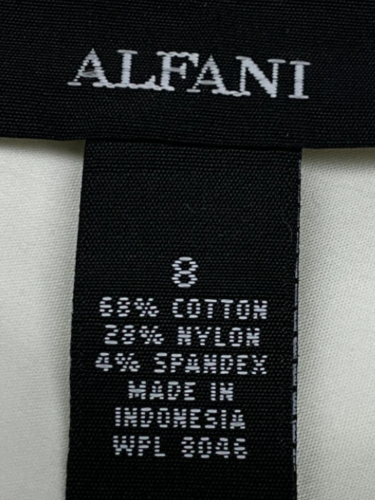 ALFANI
8
68% COTTON
28% NYLON
4% SPANDEX
MADE IN
INDONESIA
WPL 8046